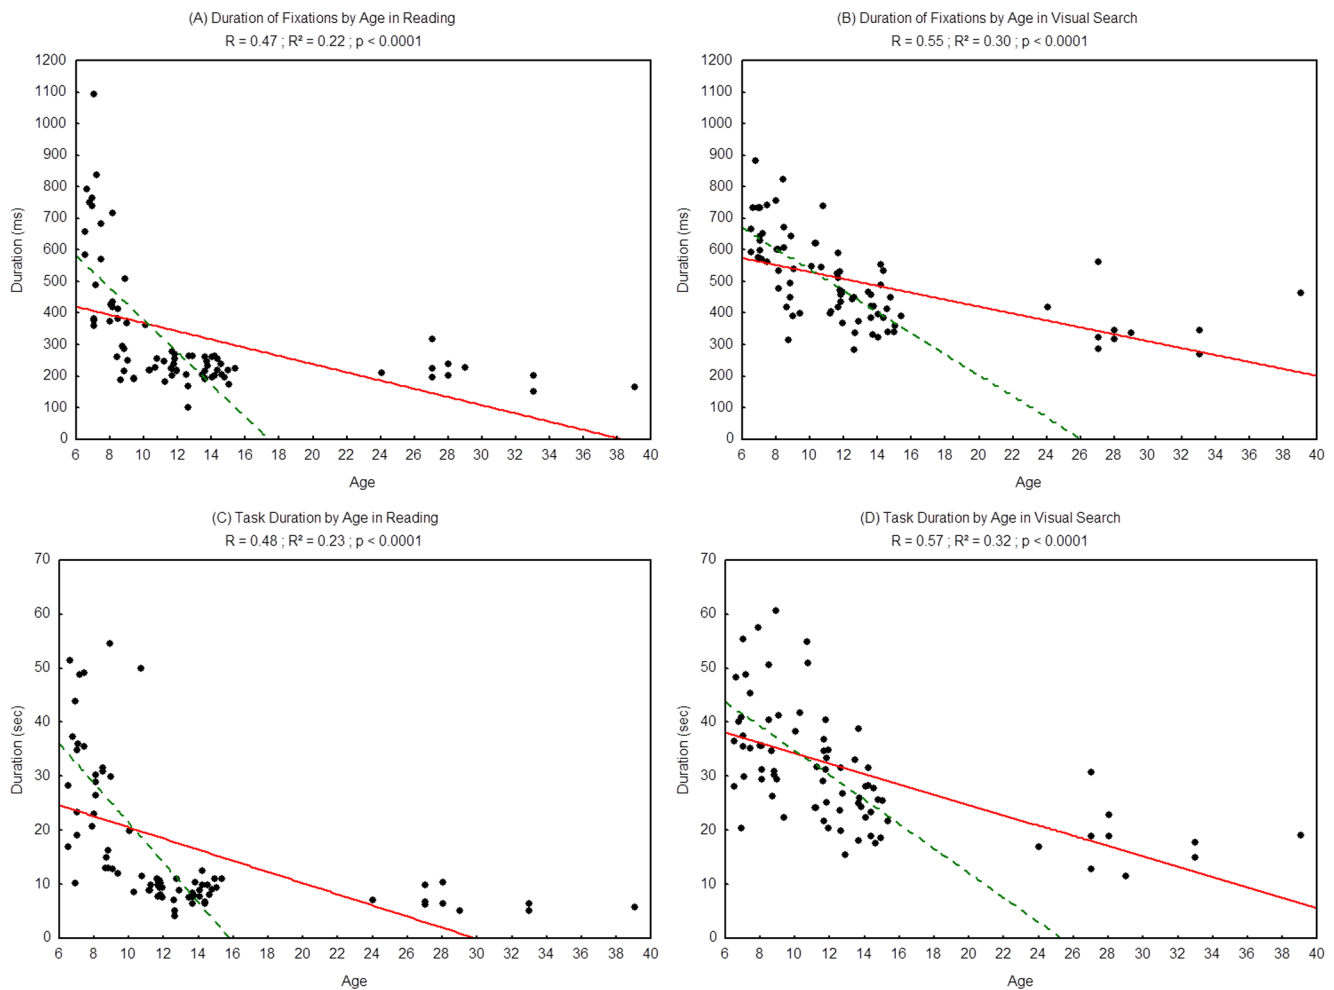 (A) Duration of Fixations by Age in Reading
R = 0.47 ; R² = 0.22 ; p < 0.0001
1200
1100
1000
900
800
700
600
500
400
300
200
100
0
Duration (ms)
6 8 10 12 14 16 18 20 22 24 26 28 30 32 34 36 38 40
Age
(B) Duration of Fixations by Age in Visual Search
R = 0.55 ; R² = 0.30 ; p < 0.0001
1200
1100
1000
900
800
700
600
500
400
300
200
100
0
Duration (ms)
6 8 10 12 14 16 18 20 22 24 26 28 30 32 34 36 38 40
Age
(C) Task Duration by Age in Reading
R = 0.48 ; R² = 0.23 ; p < 0.0001
70
60
50
40
30
20
10
0
Duration (sec)
6 8 10 12 14 16 18 20 22 24 26 28 30 32 34 36 38 40
Age
(D) Task Duration by Age in Visual Search
R = 0.57 ; R² = 0.32 ; p < 0.0001
70
60
50
40
30
20
10
0
Duration (sec)
6 8 10 12 14 16 18 20 22 24 26 28 30 32 34 36 38 40
Age